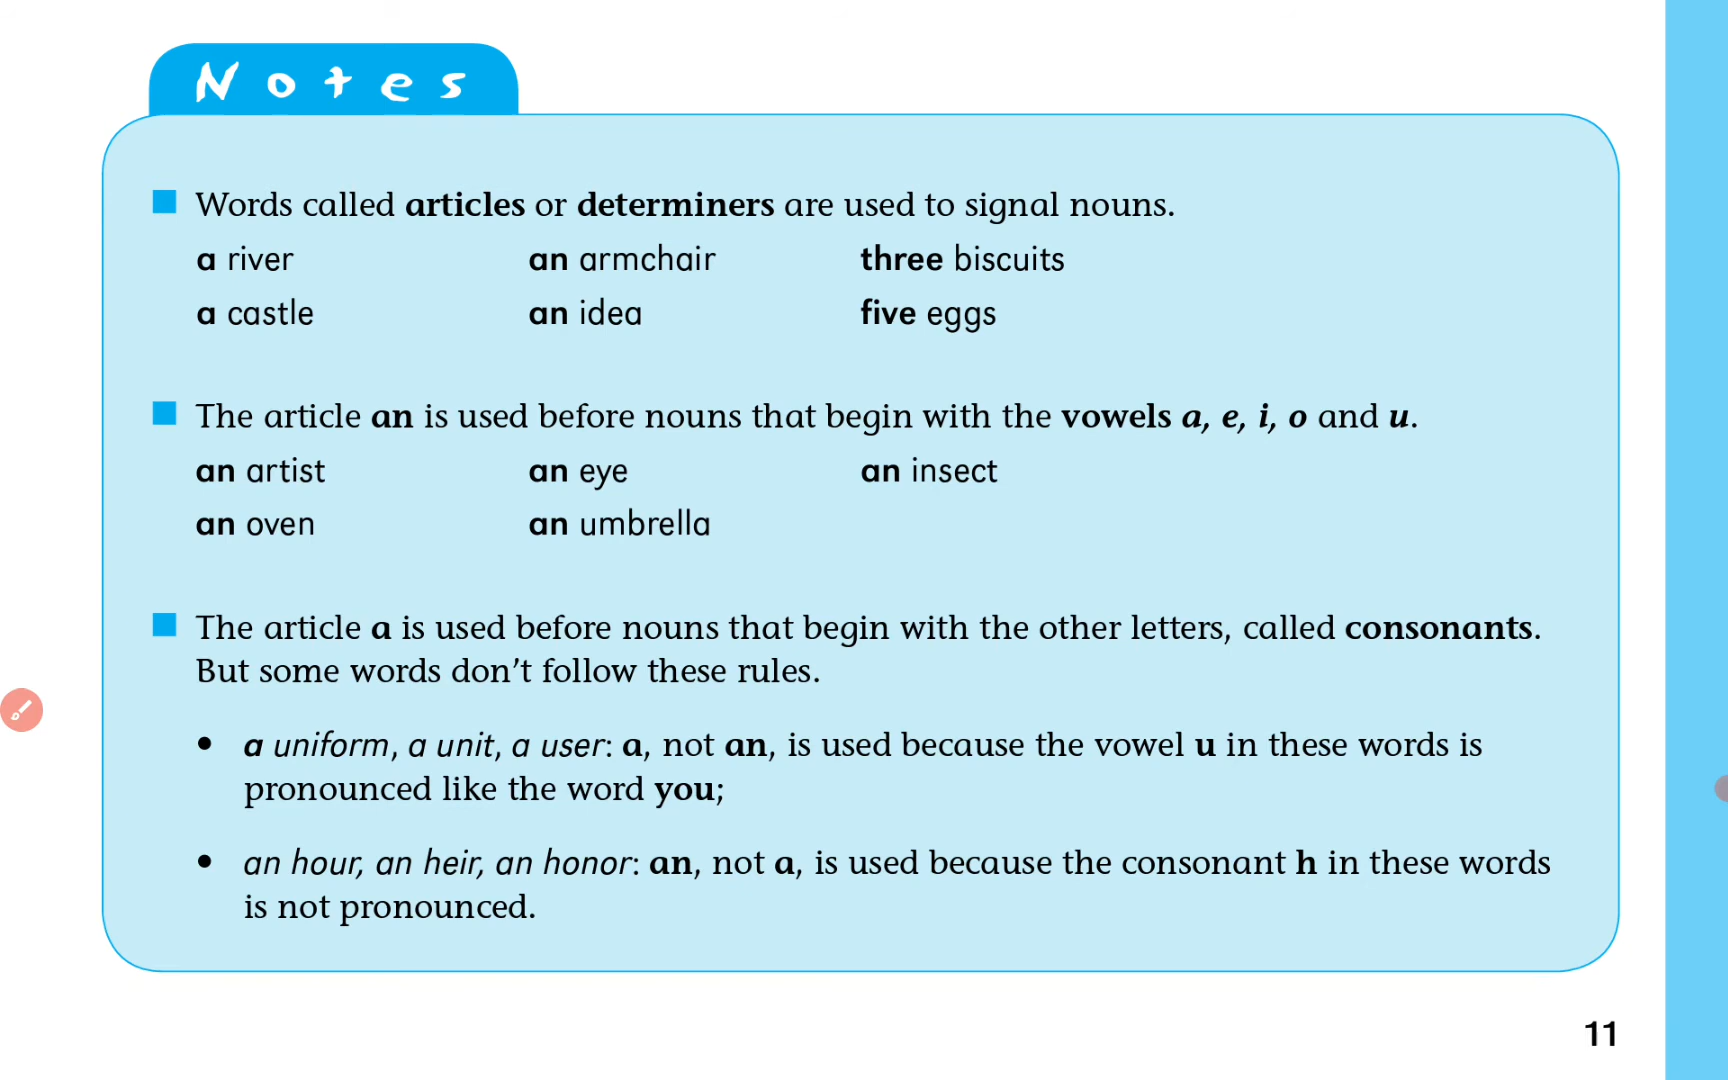 Notes
Words called articles or determiners are used to signal nouns.
a river an armchair three biscuits
a castle an idea five eggs
The article an is used before nouns that begin with the vowels a, e, i, o and u.
an artist an eye an insect
an oven an umbrella
The article a is used before nouns that begin with the other letters, called consonants.
But some words don’t follow these rules.
• a uniform, a unit, a user: a, not an, is used because the vowel u in these words is
pronounced like the word you;
• an hour, an heir, an honor: an, not a, is used because the consonant h in these words
is not pronounced.
11